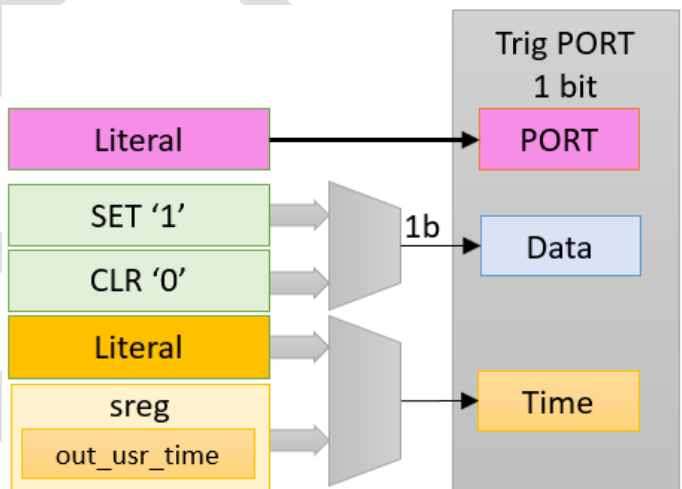 Trig PORT
1 bit
Literal
PORT
SET ‘1’
1b
Data
CLR ‘0’
Literal
sreg
Time
out_usr_time